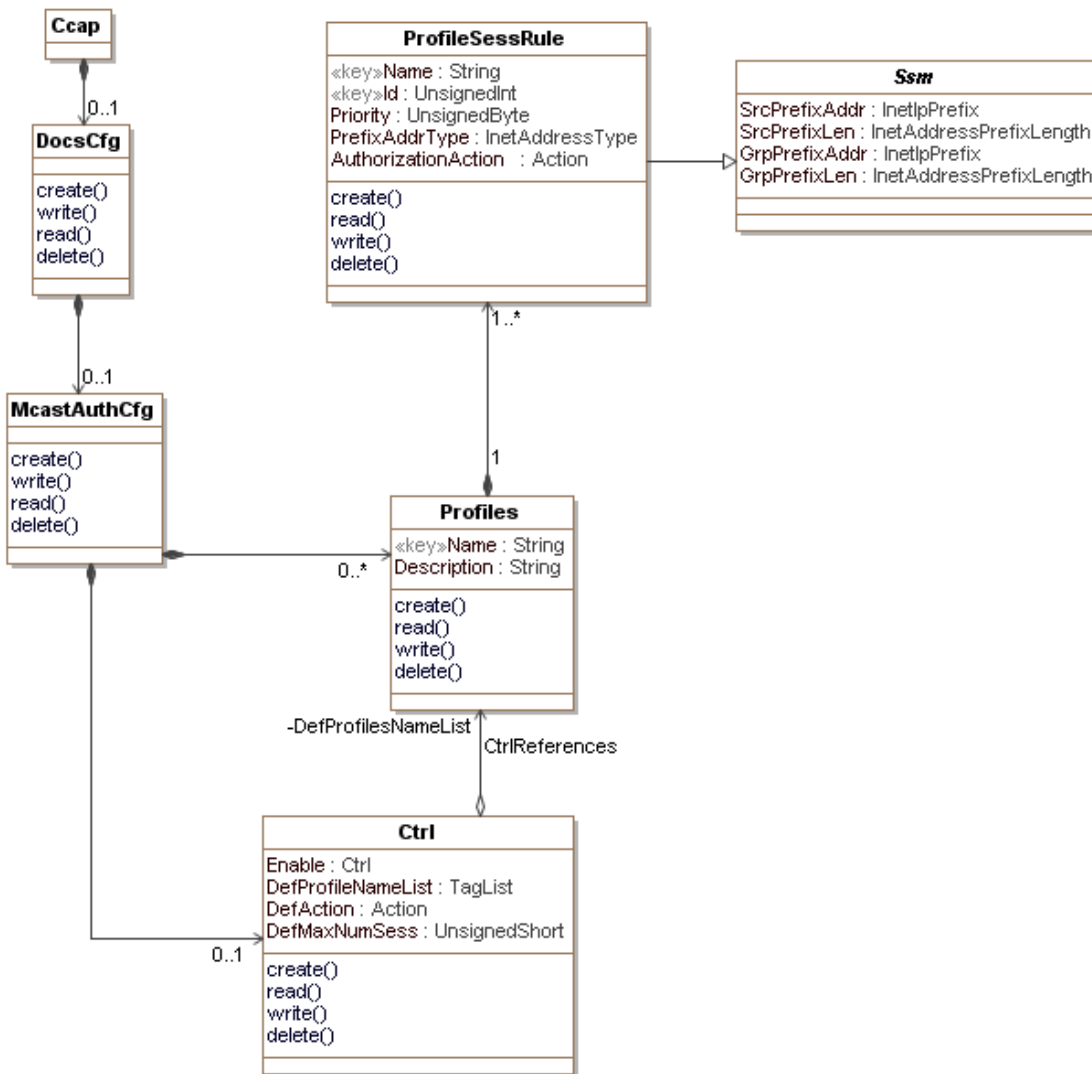 Ccap
0..1
DocsCfg
create()
write()
read()
delete()
0..1
McastAuthCfg
create()
write()
read()
delete()
ProfileSessRule
«key»Name : String
«key»Id : UnsignedInt
Priority : UnsignedByte
PrefixAddrType : InetAddressType
AuthorizationAction : Action
create()
read()
write()
delete()
Ssm
SrcPrefixAddr : InetIpPrefix
SrcPrefixLen : InetAddressPrefixLength
GrpPrefixAddr : InetIpPrefix
GrpPrefixLen : InetAddressPrefixLength
1..*
1
0..*
Profiles
«key»Name : String
Description : String
create()
read()
write()
delete()
-DefProfilesNameList
CtrlReferences
0..1
Ctrl
Enable : Ctrl
DefProfileNameList : TagList
DefAction : Action
DefMaxNumSess : UnsignedShort
create()
read()
write()
delete()